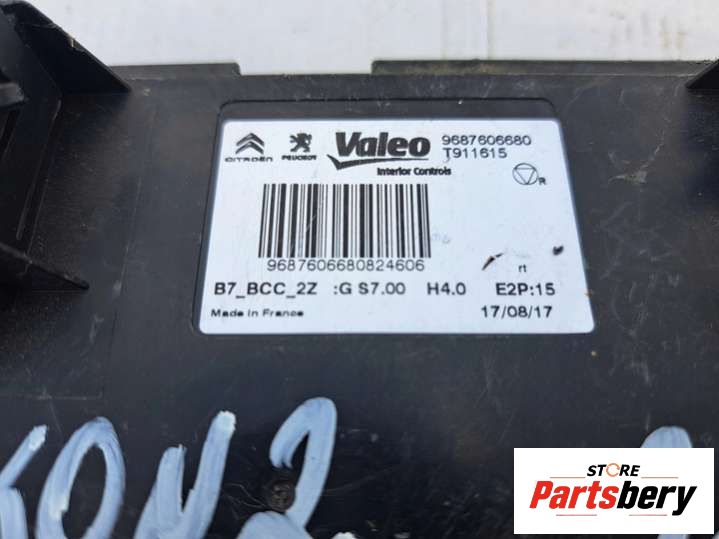 CITROËN PEUGEOT Valeo 9687606680
T911615
Interior Controls
R
9687606680824606
rt
B7_BCC_2Z :G S7.00 H4.0 E2P:15
Made in France 17/08/17
STORE
Partsbery